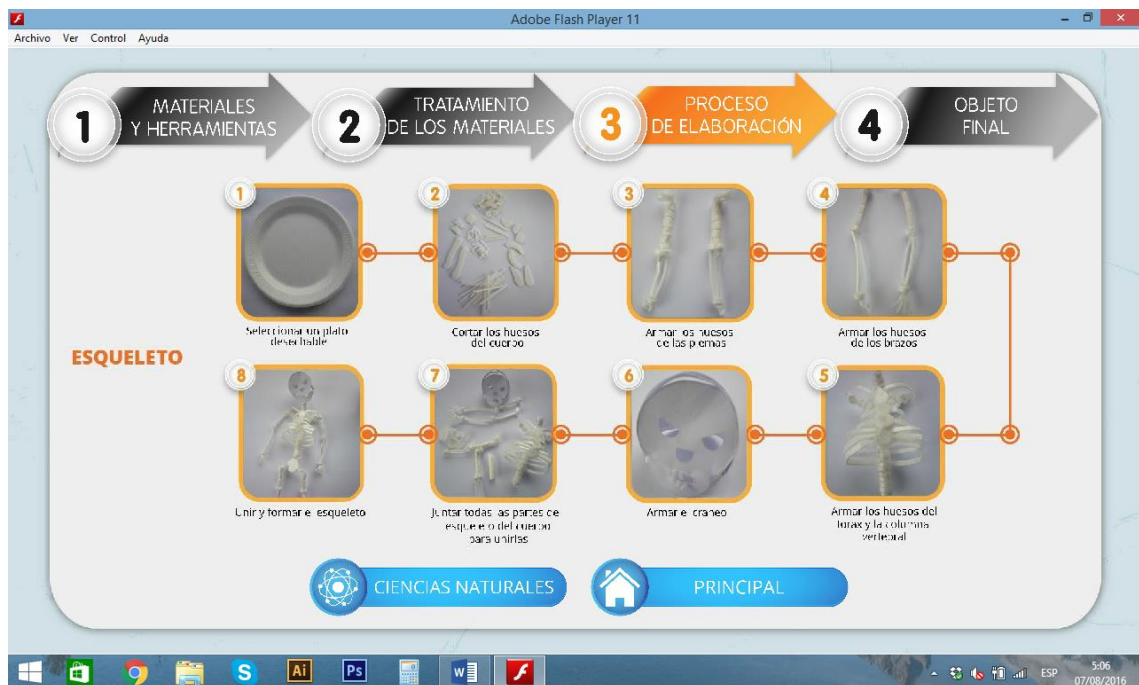 Adobe Flash Player 11
Archivo Ver Control Ayuda
1 MATERIALES
Y HERRAMIENTAS
2 TRATAMIENTO
DE LOS MATERIALES
3 PROCESO
DE ELABORACIÓN
4 OBJETO
FINAL
ESQUELETO
1
Seleccionar un plato
desechable
2
Cortar los huesos
del cuerpo
3
Armar los huesos
de las piernas
4
Armar los huesos
de los brazos
5
Armar los huesos del
torax y la columna
vertebral
6
Armar el craneo
7
Juntar todas las partes de
esqueleto del cuerpo
para unirlas
8
Unir y formar el esqueleto
CIENCIAS NATURALES
PRINCIPAL
S
Ai
Ps
W
ESP
5:06
07/08/2016